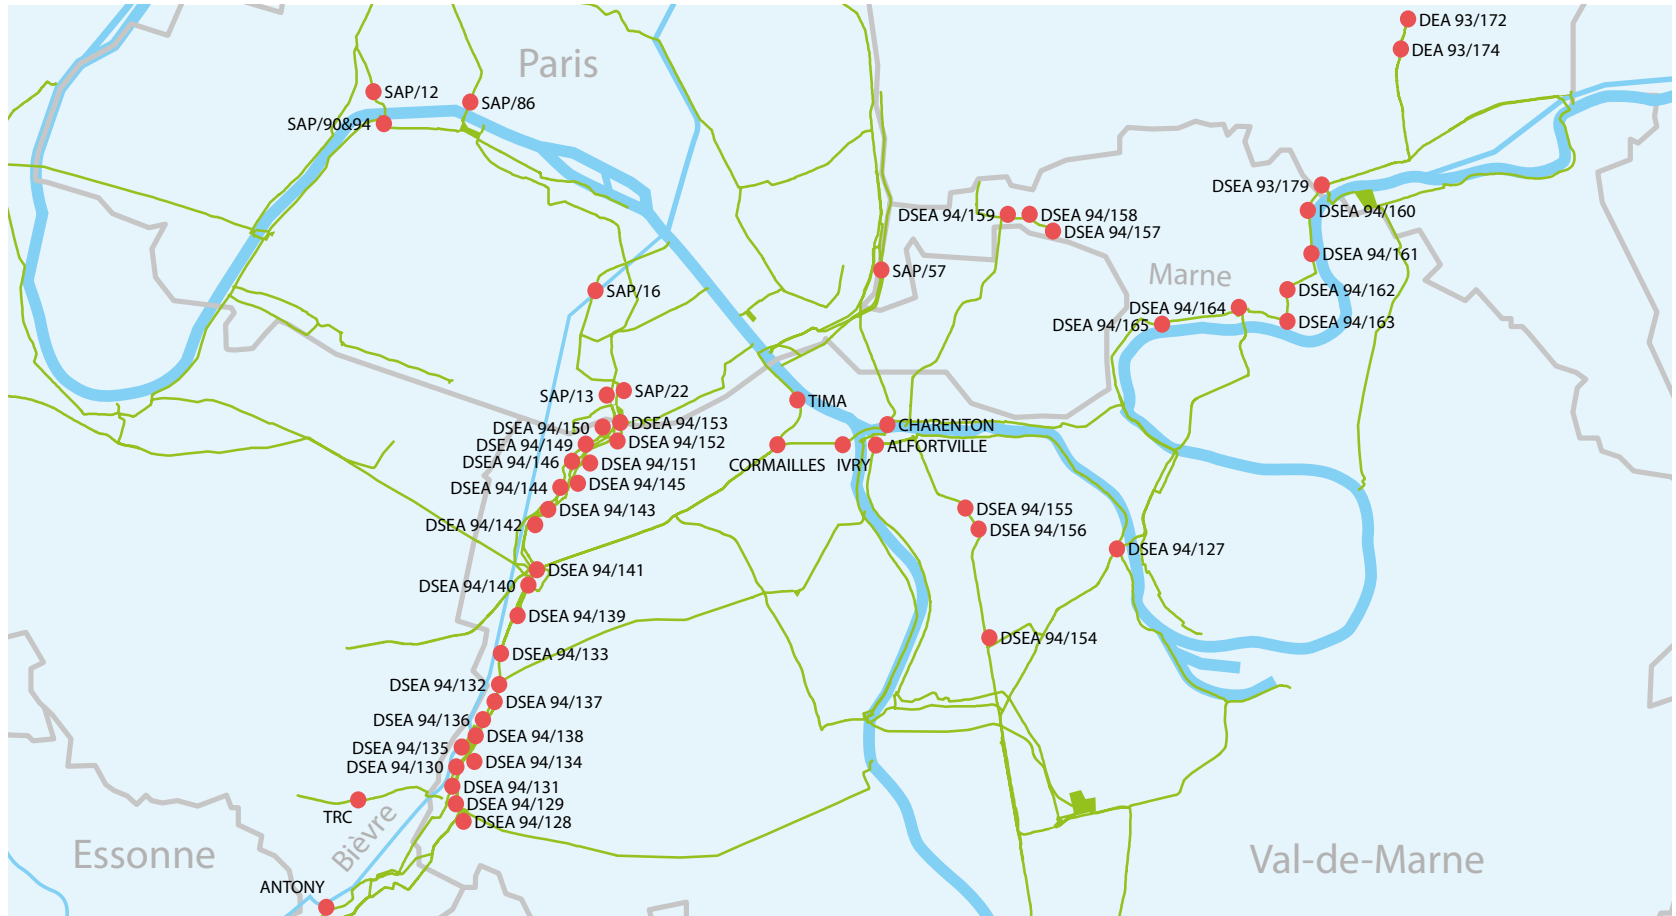 DEA 93/172
DEA 93/174
Paris
SAP/12
SAP/86
SAP/90&94
DSEA 93/179
DSEA 94/160
DSEA 94/159
DSEA 94/158
DSEA 94/157
DSEA 94/161
SAP/57
Marne
SAP/16
DSEA 94/162
DSEA 94/164
DSEA 94/163
DSEA 94/165
SAP/13
SAP/22
TIMA
DSEA 94/153
DSEA 94/150
CHARENTON
DSEA 94/149
DSEA 94/152
ALFORTVILLE
DSEA 94/146
DSEA 94/151
CORMAILLES
IVRY
DSEA 94/144
DSEA 94/145
DSEA 94/143
DSEA 94/155
DSEA 94/142
DSEA 94/156
DSEA 94/127
DSEA 94/141
DSEA 94/140
DSEA 94/139
DSEA 94/154
DSEA 94/133
DSEA 94/132
DSEA 94/137
DSEA 94/136
DSEA 94/138
DSEA 94/135
DSEA 94/134
DSEA 94/130
DSEA 94/131
DSEA 94/129
TRC
DSEA 94/128
Bièvre
Essonne
Val-de-Marne
ANTONY